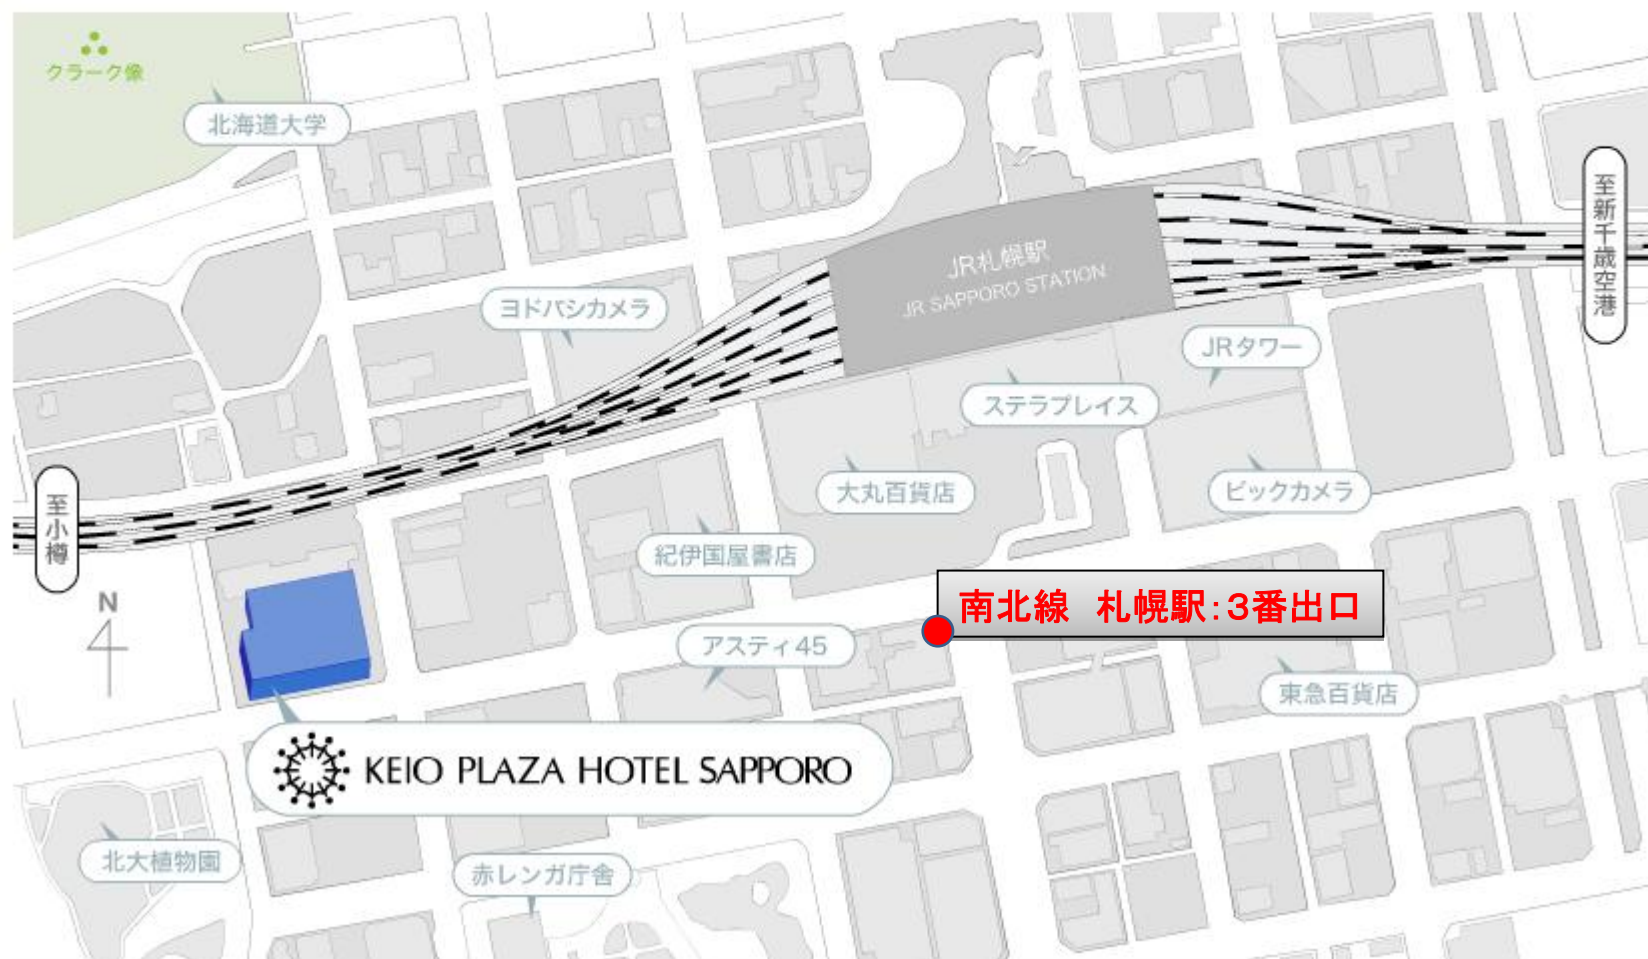 クラーク像
北海道大学
至新千歳空港
JR札幌駅
JR SAPPORO STATION
ヨドバシカメラ
JRタワー
ステラプレイス
大丸百貨店
ビックカメラ
至小樽
紀伊国屋書店
南北線 札幌駅:3番出口
N
アスティ45
東急百貨店
KEIO PLAZA HOTEL SAPPORO
北大植物園
赤レンガ庁舎